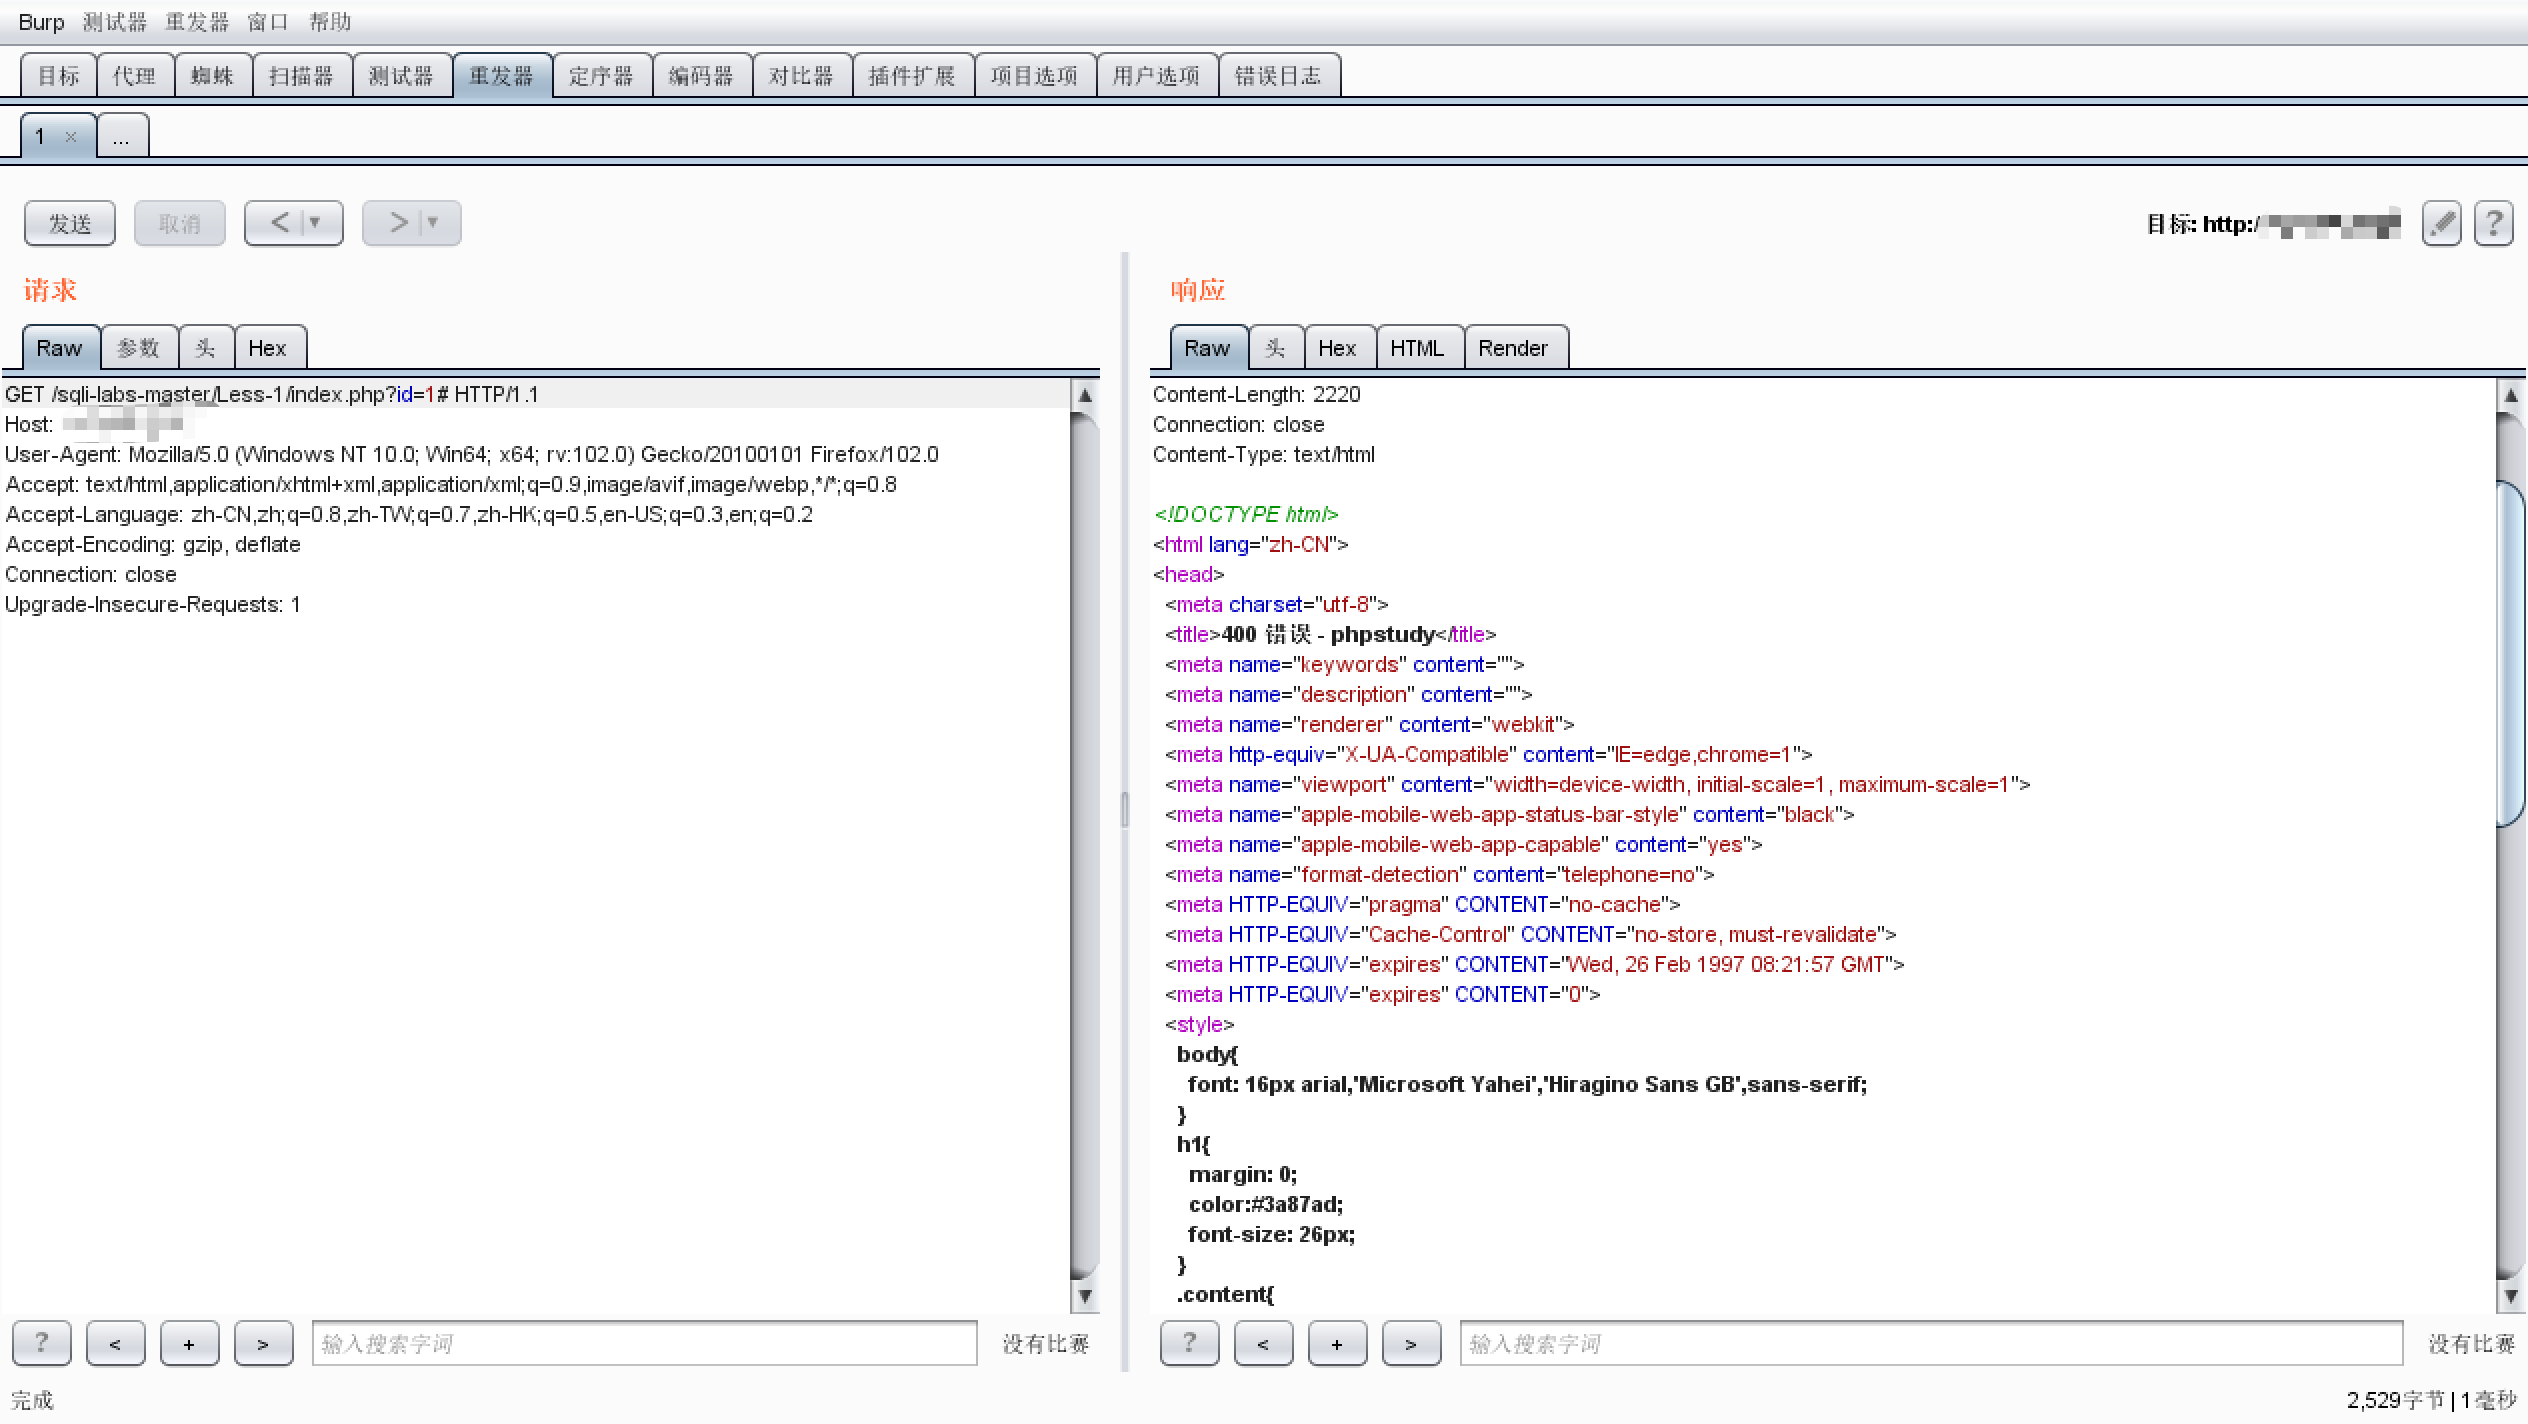 Burp 测试器 重发器 窗口 帮助
目标 代理 蜘蛛 扫描器 测试器 重发器 定序器 编码器 对比器 插件扩展 项目选项 用户选项 错误日志
1 × ...
发送 取消 < ▼ > ▼ 目标: http:/ ?
请求
Raw 参数 头 Hex
GET /sqli-labs-master/Less-1/index.php?id=1# HTTP/1.1
Host:
User-Agent: Mozilla/5.0 (Windows NT 10.0; Win64; x64; rv:102.0) Gecko/20100101 Firefox/102.0
Accept: text/html,application/xhtml+xml,application/xml;q=0.9,image/avif,image/webp,*/*;q=0.8
Accept-Language: zh-CN,zh;q=0.8,zh-TW;q=0.7,zh-HK;q=0.5,en-US;q=0.3,en;q=0.2
Accept-Encoding: gzip, deflate
Connection: close
Upgrade-Insecure-Requests: 1
? < + > 输入搜索字词 没有比赛
响应
Raw 头 Hex HTML Render
Content-Length: 2220
Connection: close
Content-Type: text/html
<!DOCTYPE html>
<html lang="zh-CN">
<head>
<meta charset="utf-8">
<title>400 错误 - phpstudy</title>
<meta name="keywords" content="">
<meta name="description" content="">
<meta name="renderer" content="webkit">
<meta http-equiv="X-UA-Compatible" content="IE=edge,chrome=1">
<meta name="viewport" content="width=device-width, initial-scale=1, maximum-scale=1">
<meta name="apple-mobile-web-app-status-bar-style" content="black">
<meta name="apple-mobile-web-app-capable" content="yes">
<meta name="format-detection" content="telephone=no">
<meta HTTP-EQUIV="pragma" CONTENT="no-cache">
<meta HTTP-EQUIV="Cache-Control" CONTENT="no-store, must-revalidate">
<meta HTTP-EQUIV="expires" CONTENT="Wed, 26 Feb 1997 08:21:57 GMT">
<meta HTTP-EQUIV="expires" CONTENT="0">
<style>
body{
font: 16px arial,'Microsoft Yahei','Hiragino Sans GB',sans-serif;
}
h1{
margin: 0;
color:#3a87ad;
font-size: 26px;
}
.content{
? < + > 输入搜索字词 没有比赛
完成 2,529字节 | 1毫秒